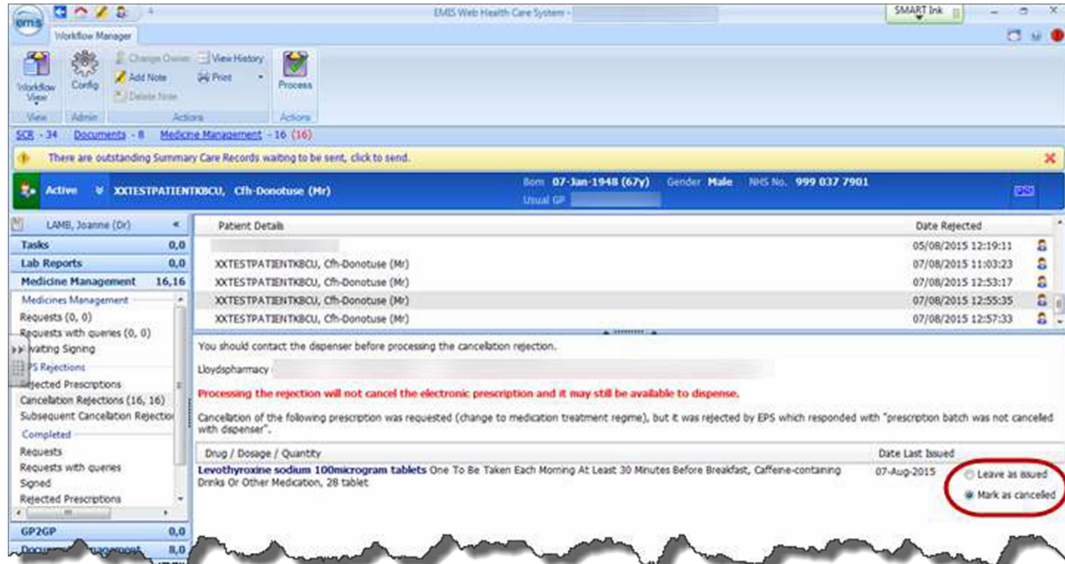 ems
EMIS Web Health Care System -
SMART Ink
Workflow Manager
Workflow View
Config
Change Owner
Add Note
Delete Note
View History
Print
Process
View
Admin
Actions
Actions
SCR - 34 Documents - 8 Medicine Management - 16 (16)
There are outstanding Summary Care Records waiting to be sent, click to send.
Active XXTESTPATIENTKBCU, Cfh-Donotuse (Mr)
Born 07-Jan-1948 (67y) Gender Male NHS No. 999 037 7901
Usual GP
LAMB, Joanne (Dr)
Tasks 0,0
Lab Reports 0,0
Medicine Management 16,16
Medicines Management
Requests (0, 0)
Requests with queries (0, 0)
waiting Signing
PS Rejections
Rejected Prescriptions
Cancellation Rejections (16, 16)
Subsequent Cancellation Rejection
Completed
Requests
Requests with queries
Signed
Rejected Prescriptions
GP2GP 0,0
Document Management 8,0
Patient Details Date Rejected
05/08/2015 12:19:11
XXTESTPATIENTKBCU, Cfh-Donotuse (Mr) 07/08/2015 11:03:23
XXTESTPATIENTKBCU, Cfh-Donotuse (Mr) 07/08/2015 12:53:17
XXTESTPATIENTKBCU, Cfh-Donotuse (Mr) 07/08/2015 12:55:35
XXTESTPATIENTKBCU, Cfh-Donotuse (Mr) 07/08/2015 12:57:33
You should contact the dispenser before processing the cancellation rejection.
Lloydspharmacy
Processing the rejection will not cancel the electronic prescription and it may still be available to dispense.
Cancellation of the following prescription was requested (change to medication treatment regime), but it was rejected by EPS which responded with "prescription batch was not cancelled
with dispenser".
Drug / Dosage / Quantity Date Last Issued
Levothyroxine sodium 100microgram tablets One To Be Taken Each Morning At Least 30 Minutes Before Breakfast, Caffeine-containing 07-Aug-2015 Leave as issued
Drinks Or Other Medication, 28 tablet Mark as cancelled